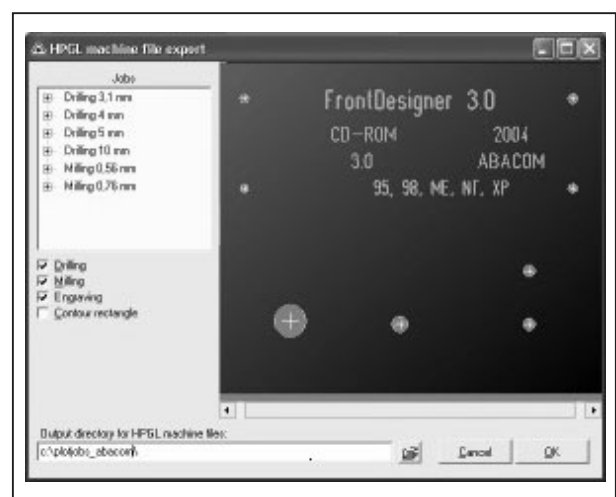 HPGL machine file export
Jobs
Drilling 3,1 mm
Drilling 4 mm
Drilling 5 mm
Drilling 10 mm
Milling 0,56 mm
Milling 0,76 mm
Drilling
Milling
Engraving
Contour rectangle
FrontDesigner 3.0
CD-ROM 2004
3.0 ABACOM
95, 98, ME, NT, XP
Output directory for HPGL machine files:
c:\plotjobs_abacom\
Cancel
OK